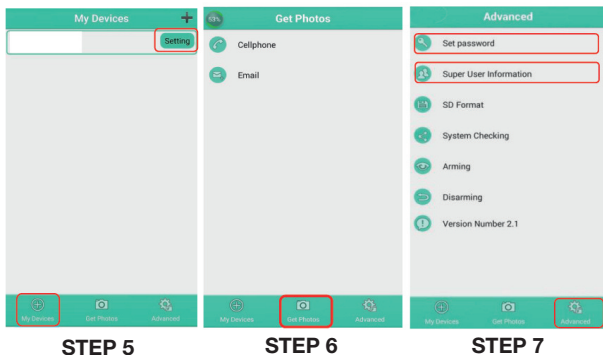 My Devices +
Setting
My Devices Get Photos Advanced
STEP 5
53% Get Photos
Cellphone
Email
My Devices Get Photos Advanced
STEP 6
Advanced
Set password
Super User Information
SD Format
System Checking
Arming
Disarming
Version Number 2.1
My Devices Get Photos Advanced
STEP 7